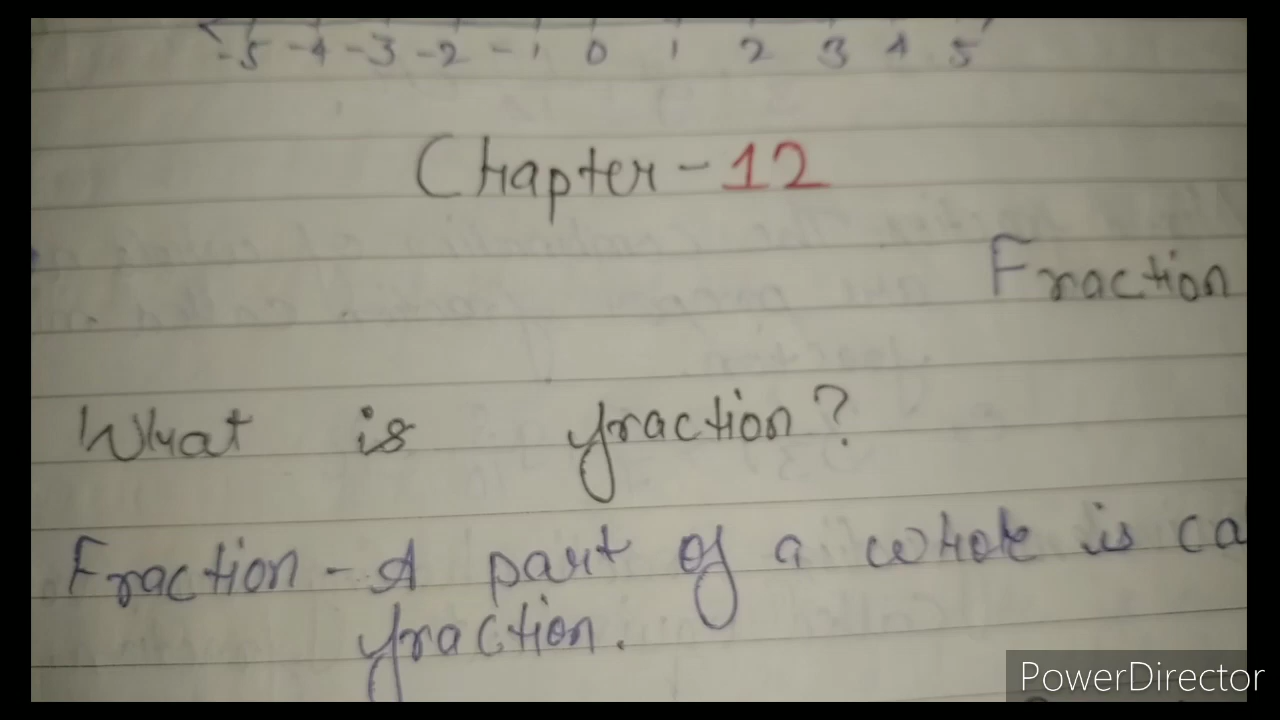 -5 -4 -3 -2 -1 0 1 2 3 4 5
Chapter-12
Fraction
What is fraction?
Fraction - A part of a whole is ca
fraction.
PowerDirector